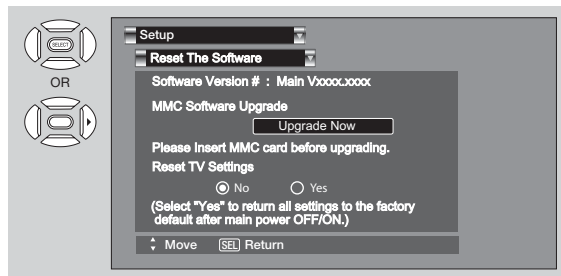 SELECT
OR
Setup
Reset The Software
Software Version # : Main Vxxxx.xxxx
MMC Software Upgrade
Upgrade Now
Please Insert MMC card before upgrading.
Reset TV Settings
No Yes
(Select "Yes" to return all settings to the factory
default after main power OFF/ON.)
Move SEL Return